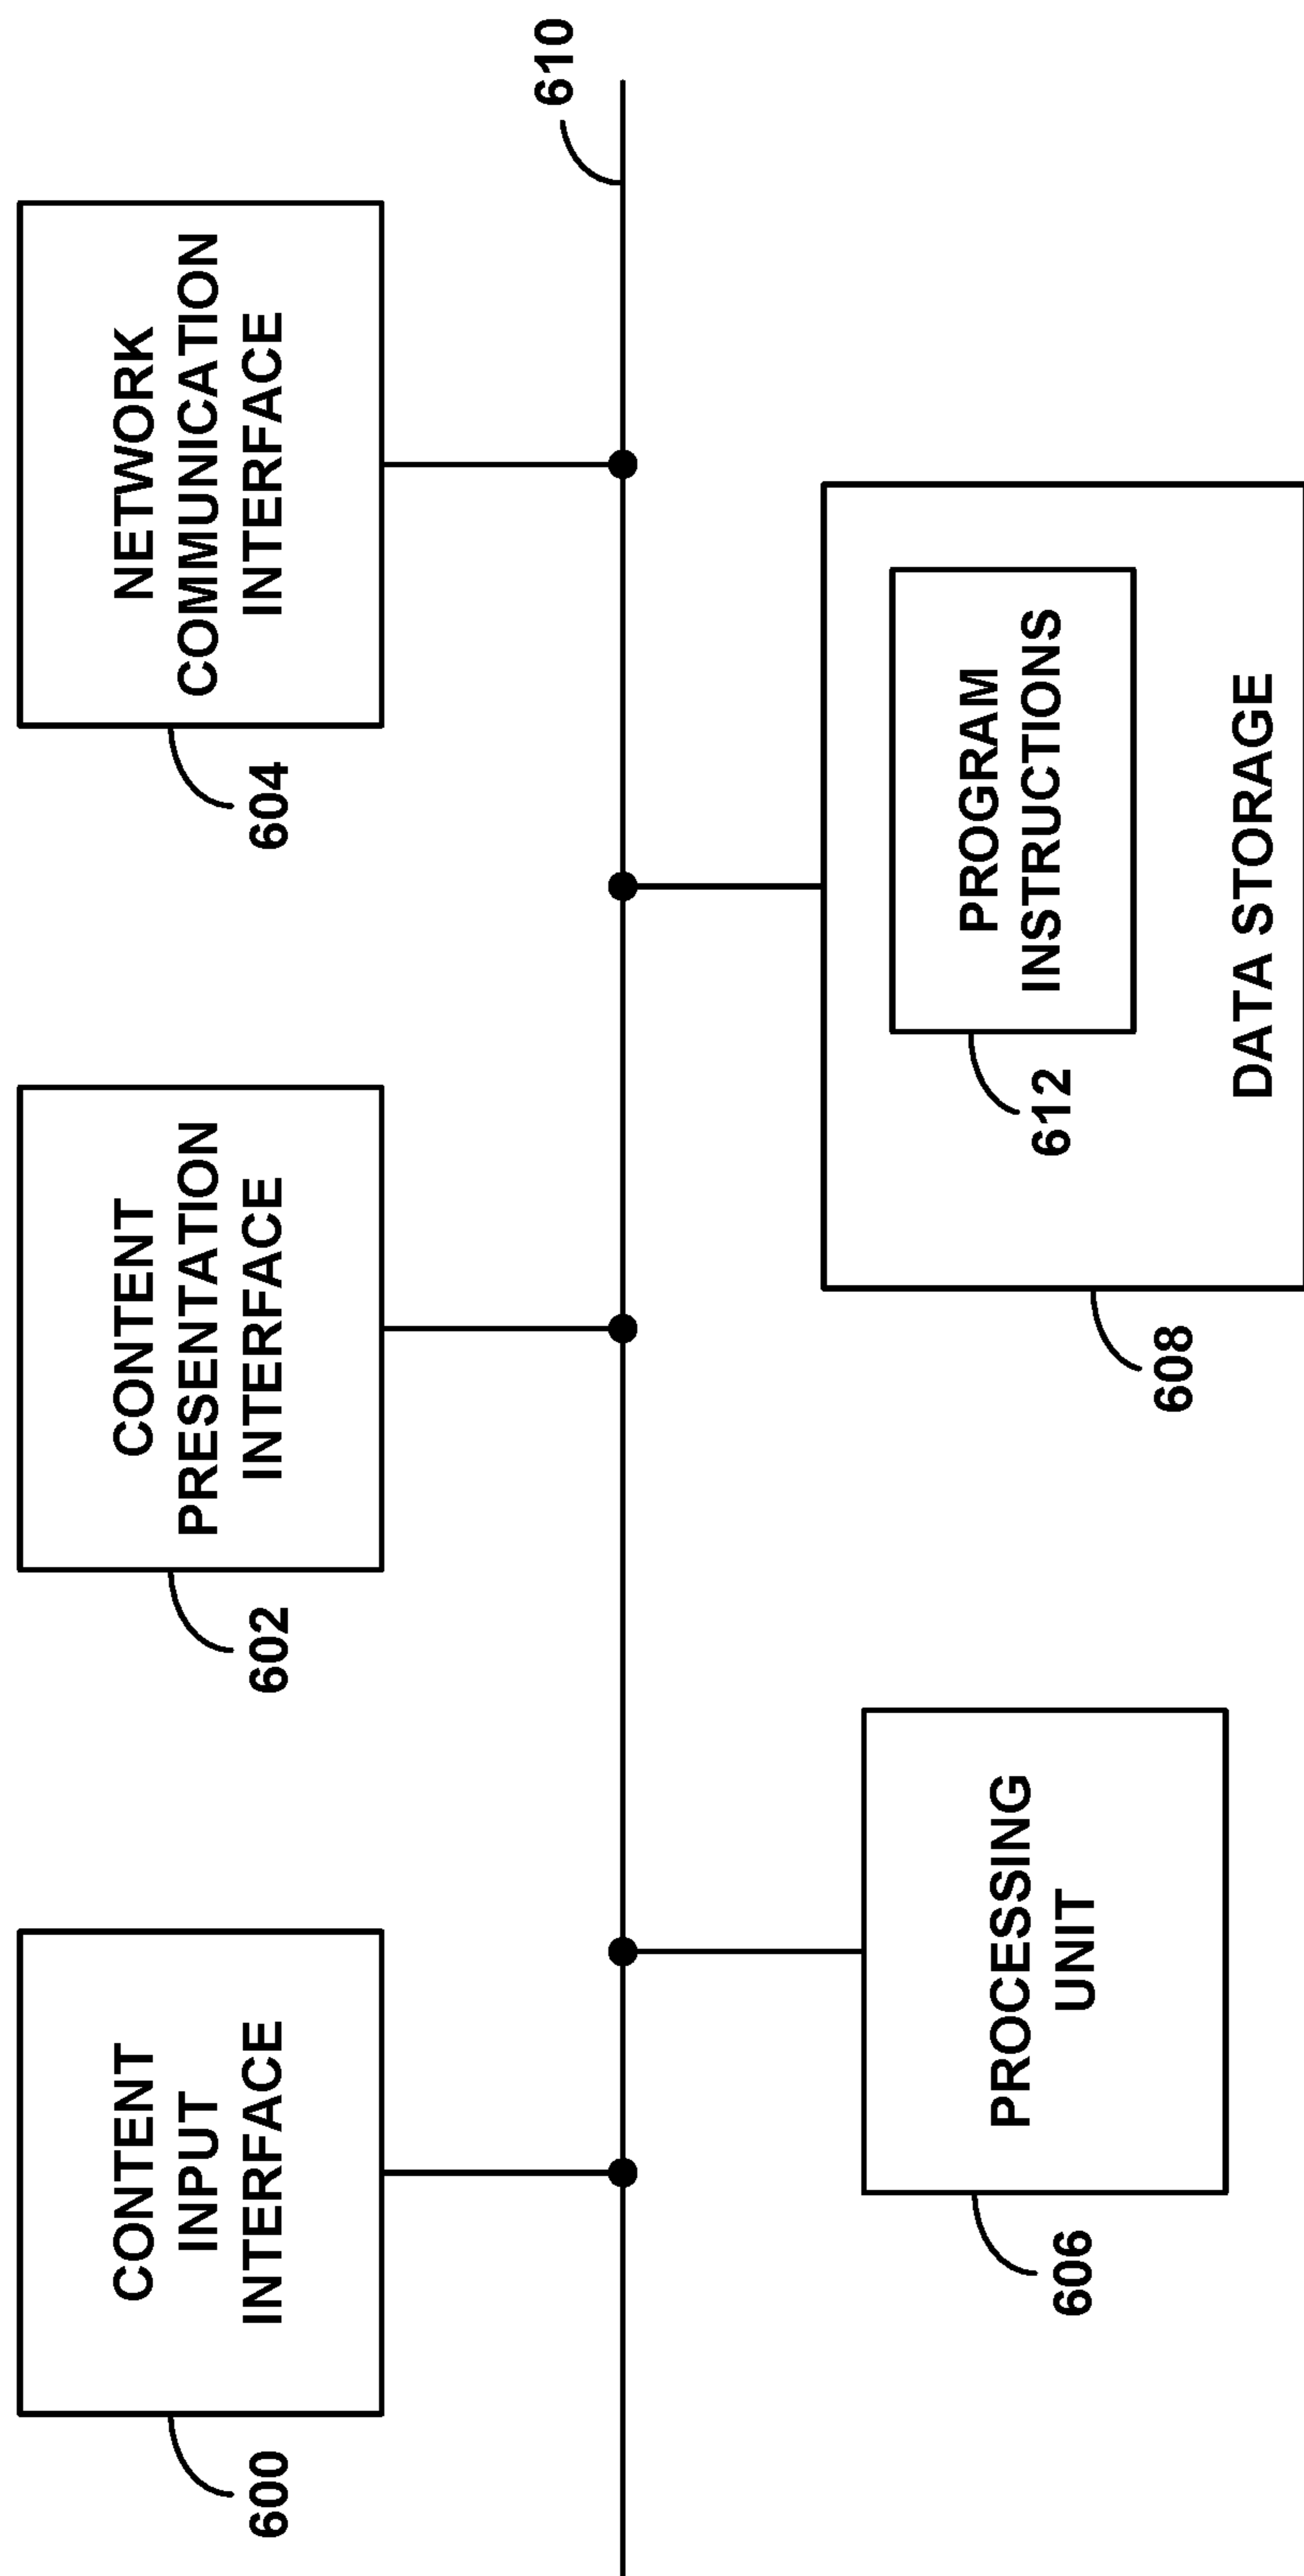 CONTENT
INPUT
INTERFACE
600
CONTENT
PRESENTATION
INTERFACE
602
NETWORK
COMMUNICATION
INTERFACE
604
610
PROCESSING
UNIT
606
PROGRAM
INSTRUCTIONS
612
DATA STORAGE
608